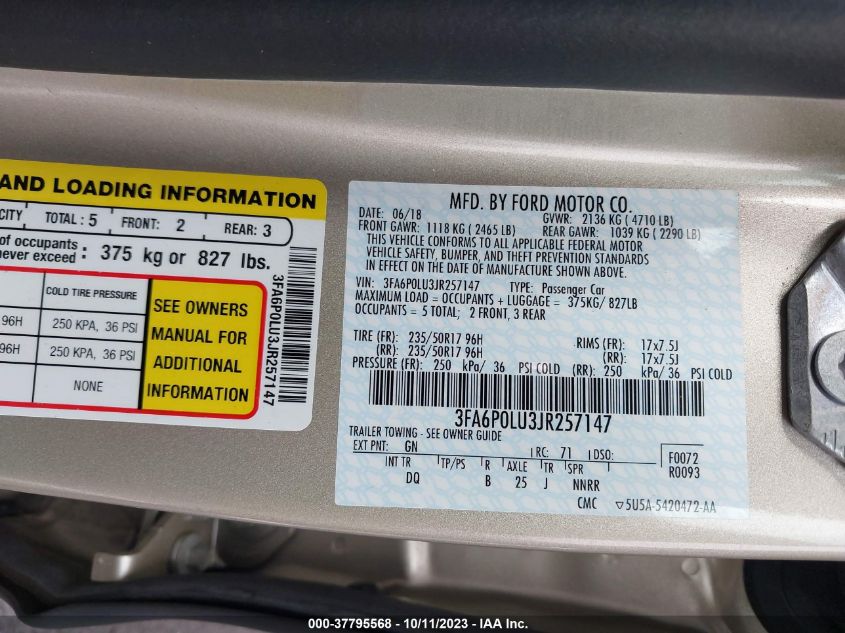 AND LOADING INFORMATION
CITY TOTAL : 5 FRONT: 2 REAR: 3
of occupants
never exceed : 375 kg or 827 lbs.
COLD TIRE PRESSURE
96H 250 KPA, 36 PSI
96H 250 KPA, 36 PSI
NONE
SEE OWNERS
MANUAL FOR
ADDITIONAL
INFORMATION
3FA6P0LU3JR257147
MFD. BY FORD MOTOR CO.
DATE: 06/18 GVWR: 2136 KG ( 4710 LB)
FRONT GAWR: 1118 KG ( 2465 LB) REAR GAWR: 1039 KG ( 2290 LB)
THIS VEHICLE CONFORMS TO ALL APPLICABLE FEDERAL MOTOR
VEHICLE SAFETY, BUMPER, AND THEFT PREVENTION STANDARDS
IN EFFECT ON THE DATE OF MANUFACTURE SHOWN ABOVE.
VIN: 3FA6P0LU3JR257147 TYPE: Passenger Car
MAXIMUM LOAD = OCCUPANTS + LUGGAGE = 375KG/ 827LB
OCCUPANTS = 5 TOTAL; 2 FRONT, 3 REAR
TIRE (FR): 235/50R17 96H RIMS (FR): 17x7.5J
(RR): 235/50R17 96H (RR): 17x7.5J
PRESSURE (FR): 250 kPa/ 36 PSI COLD (RR): 250 kPa/ 36 PSI COLD
3FA6P0LU3JR257147
TRAILER TOWING - SEE OWNER GUIDE
EXT PNT: GN RC: 71 DSO: F0072
R0093
INT TR TP/PS R AXLE TR SPR
DQ B 25 J NNRR
CMC ▽5U5A-5420472-AA
000-37795568 - 10/11/2023 - IAA Inc.